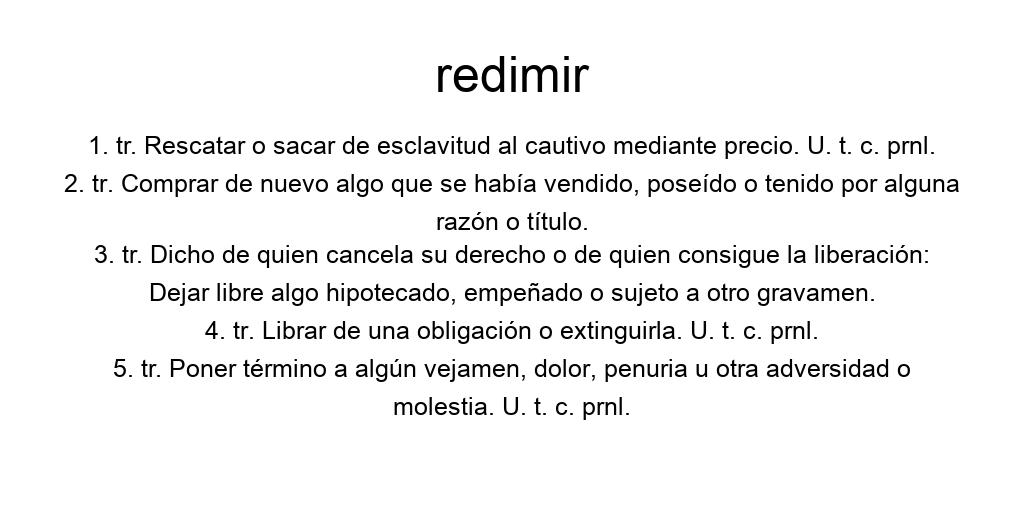 redimir
1. tr. Rescatar o sacar de esclavitud al cautivo mediante precio. U. t. c. prnl.
2. tr. Comprar de nuevo algo que se había vendido, poseído o tenido por alguna
razón o título.
3. tr. Dicho de quien cancela su derecho o de quien consigue la liberación:
Dejar libre algo hipotecado, empeñado o sujeto a otro gravamen.
4. tr. Librar de una obligación o extinguirla. U. t. c. prnl.
5. tr. Poner término a algún vejamen, dolor, penuria u otra adversidad o
molestia. U. t. c. prnl.